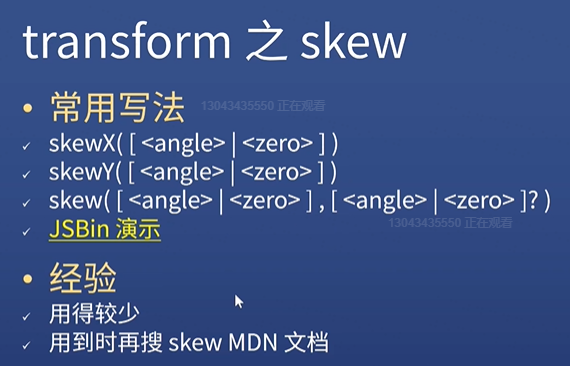 transform 之 skew
• 常用写法
13043435550 正在观看
✓ skewX( [ <angle> | <zero> ] )
✓ skewY( [ <angle> | <zero> ] )
✓ skew( [ <angle> | <zero> ] , [ <angle> | <zero> ]? )
13043435550 正在观看
✓ JSBin 演示
• 经验
✓ 用得较少
✓ 用到时再搜 skew MDN 文档